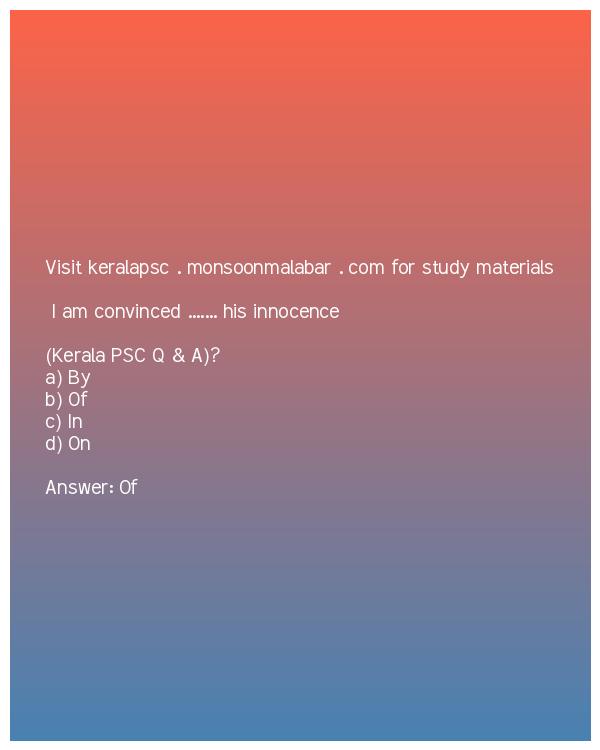 Visit keralapsc . monsoonmalabar . com for study materials
I am convinced ....... his innocence
(Kerala PSC Q & A)?
a) By
b) Of
c) In
d) On
Answer: Of